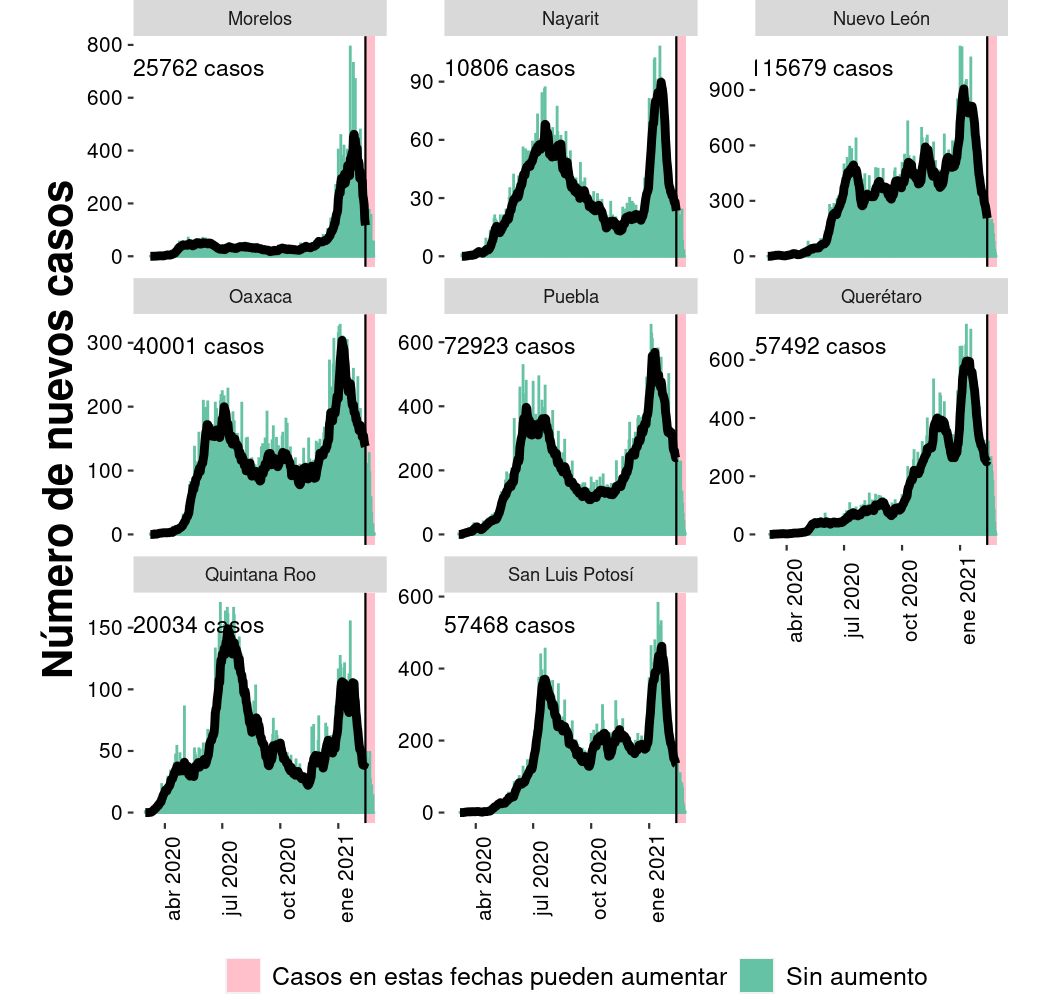 Número de nuevos casos
Morelos
Nayarit
Nuevo León
800
600
400
200
0
25762 casos
90
60
30
0
10806 casos
900
600
300
0
115679 casos
Oaxaca
Puebla
Querétaro
300
200
100
0
40001 casos
600
400
200
0
72923 casos
600
400
200
0
57492 casos
abr 2020
jul 2020
oct 2020
ene 2021
Quintana Roo
San Luis Potosí
150
100
50
0
20034 casos
600
400
200
0
57468 casos
abr 2020
jul 2020
oct 2020
ene 2021
abr 2020
jul 2020
oct 2020
ene 2021
Casos en estas fechas pueden aumentar
Sin aumento